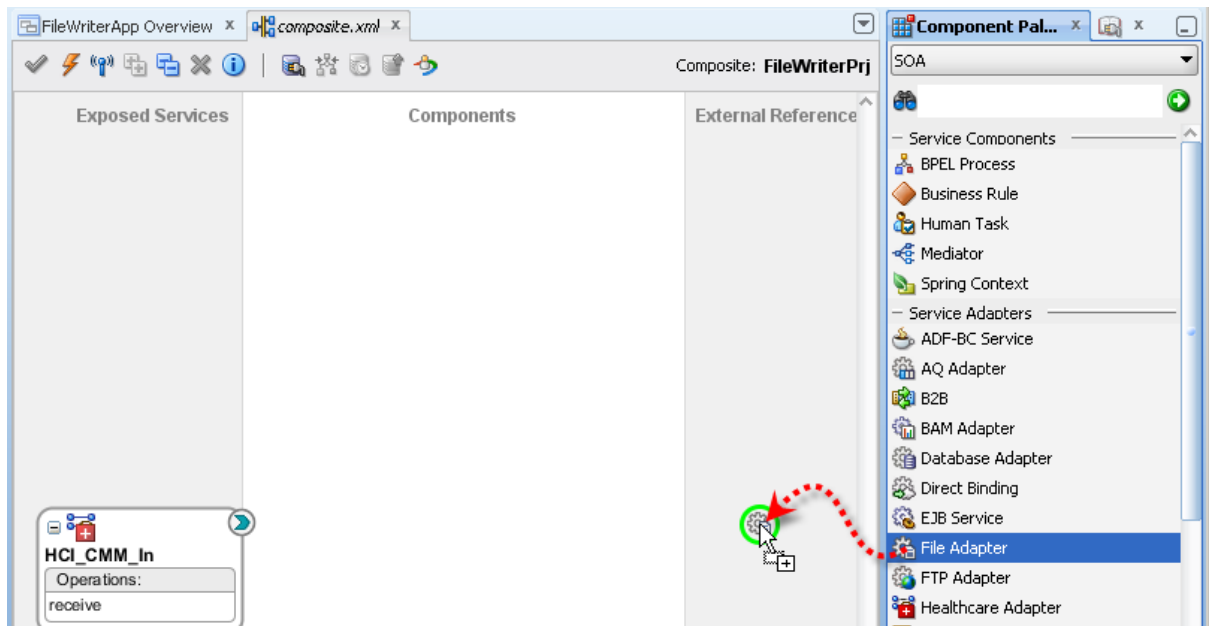 FileWriterApp Overview x
composite.xml x
Component Pal... x
x
Composite: FileWriterPrj
SOA
Exposed Services
Components
External Reference
Service Components
BPEL Process
Business Rule
Human Task
Mediator
Spring Context
Service Adapters
ADF-BC Service
AQ Adapter
B2B
BAM Adapter
Database Adapter
Direct Binding
EJB Service
File Adapter
FTP Adapter
Healthcare Adapter
HCI_CMM_In
Operations:
receive